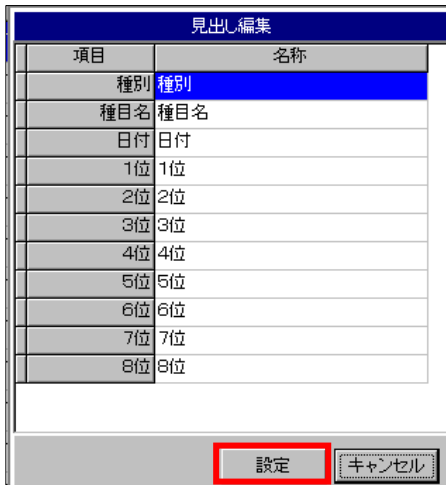 見出し編集
項目 名称
種別 種別
種目名 種目名
日付 日付
1位 1位
2位 2位
3位 3位
4位 4位
5位 5位
6位 6位
7位 7位
8位 8位
設定 キャンセル